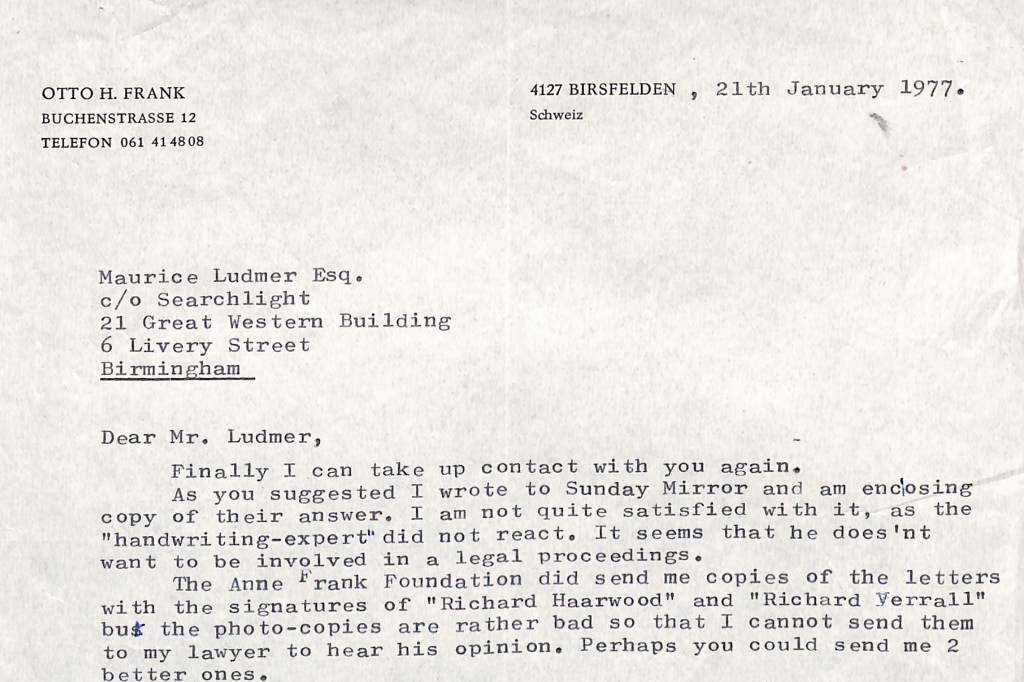 OTTO H. FRANK
BUCHENSTRASSE 12
TELEFON 061 41 48 08
4127 BIRSFELDEN , 21th January 1977.
Schweiz
Maurice Ludmer Esq.
c/o Searchlight
21 Great Western Building
6 Livery Street
Birmingham
Dear Mr. Ludmer,
Finally I can take up contact with you again.
As you suggested I wrote to Sunday Mirror and am enclosing
copy of their answer. I am not quite satisfied with it, as the
"handwriting-expert" did not react. It seems that he does'nt
want to be involved in a legal proceedings.
The Anne Frank Foundation did send me copies of the letters
with the signatures of "Richard Haarwood" and "Richard Verrall"
but the photo-copies are rather bad so that I cannot send them
to my lawyer to hear his opinion. Perhaps you could send me 2
better ones.